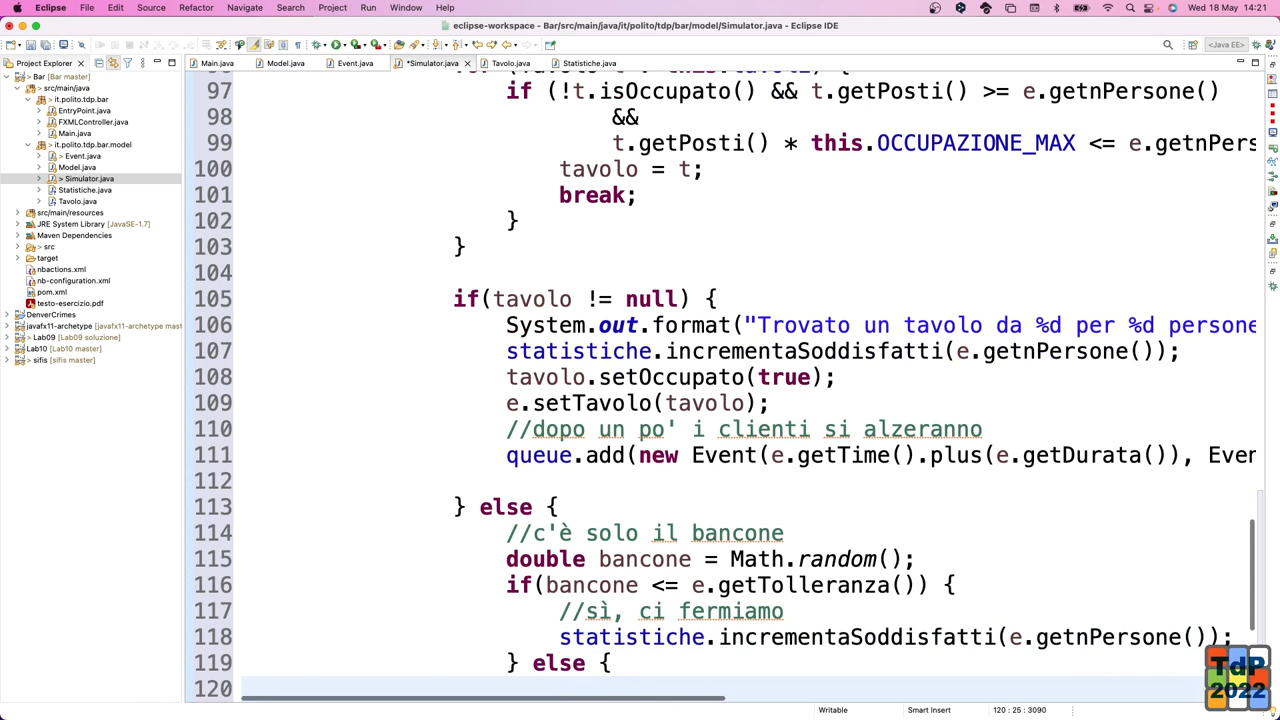 Eclipse File Edit Source Refactor Navigate Search Project Run Window Help Wed 18 May 14:21
eclipse-workspace - Bar/src/main/java/it/polito/tdp/bar/model/Simulator.java - Eclipse IDE
<Java EE>
Project Explorer
Main.java Model.java Event.java *Simulator.java Tavolo.java Statistiche.java
> Bar [Bar master]
> src/main/java
it.polito.tdp.bar
EntryPoint.java
FXMLController.java
Main.java
> it.polito.tdp.bar.model
> Event.java
Model.java
> Simulator.java
Statistiche.java
Tavolo.java
src/main/resources
JRE System Library [JavaSE-1.7]
Maven Dependencies
> src
target
nbactions.xml
nb-configuration.xml
pom.xml
testo-esercizio.pdf
DenverCrimes
javafx11-archetype [javafx11-archetype mast
> Lab09 [Lab09 soluzione]
Lab10 [Lab10 master]
> sifis [sifis master]
97 if (!t.isOccupato() && t.getPosti() >= e.getnPersone()
98 &&
99 t.getPosti() * this.OCCUPAZIONE_MAX <= e.getnPers
100 tavolo = t;
101 break;
102 }
103 }
104
105 if(tavolo != null) {
106 System.out.format("Trovato un tavolo da %d per %d persone
107 statistiche.incrementaSoddisfatti(e.getnPersone());
108 tavolo.setOccupato(true);
109 e.setTavolo(tavolo);
110 //dopo un po' i clienti si alzeranno
111 queue.add(new Event(e.getTime().plus(e.getDurata()), Even
112
113 } else {
114 //c'è solo il bancone
115 double bancone = Math.random();
116 if(bancone <= e.getTolleranza()) {
117 //sì, ci fermiamo
118 statistiche.incrementaSoddisfatti(e.getnPersone());
119 } else {
120
Writable Smart Insert 120 : 25 : 3090
TdP
2022